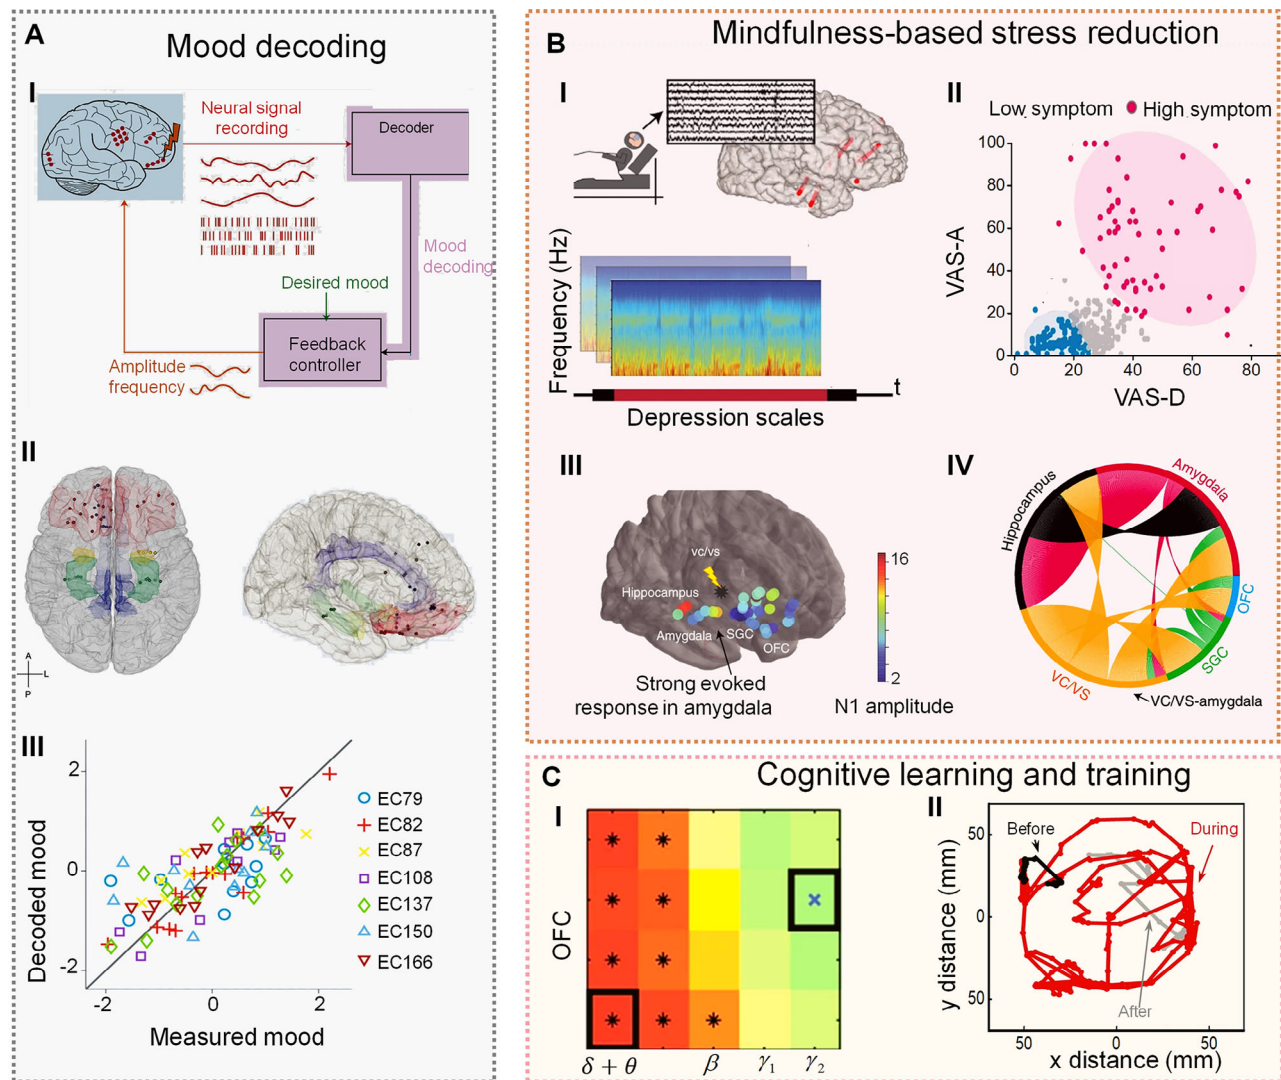 A
Mood decoding
I
Neural signal
recording
Decoder
Mood
decoding
Desired mood
Feedback
controller
Amplitude
frequency
II
A
L
P
III
2
0
-2
-2
0
2
Decoded mood
Measured mood
EC79
EC82
EC87
EC108
EC137
EC150
EC166
B
Mindfulness-based stress reduction
I
Frequency (Hz)
t
Depression scales
II
Low symptom
High symptom
100
80
60
40
20
0
0
20
40
60
80
VAS-A
VAS-D
III
vc/vs
Hippocampus
Amygdala
SGC
OFC
Strong evoked
response in amygdala
16
2
N1 amplitude
IV
Hippocampus
Amygdala
OFC
SGC
VC/VS
VC/VS-amygdala
C
Cognitive learning and training
I
OFC
δ + θ
β
γ1
γ2
II
Before
During
After
50
0
50
50
0
50
y distance (mm)
x distance (mm)